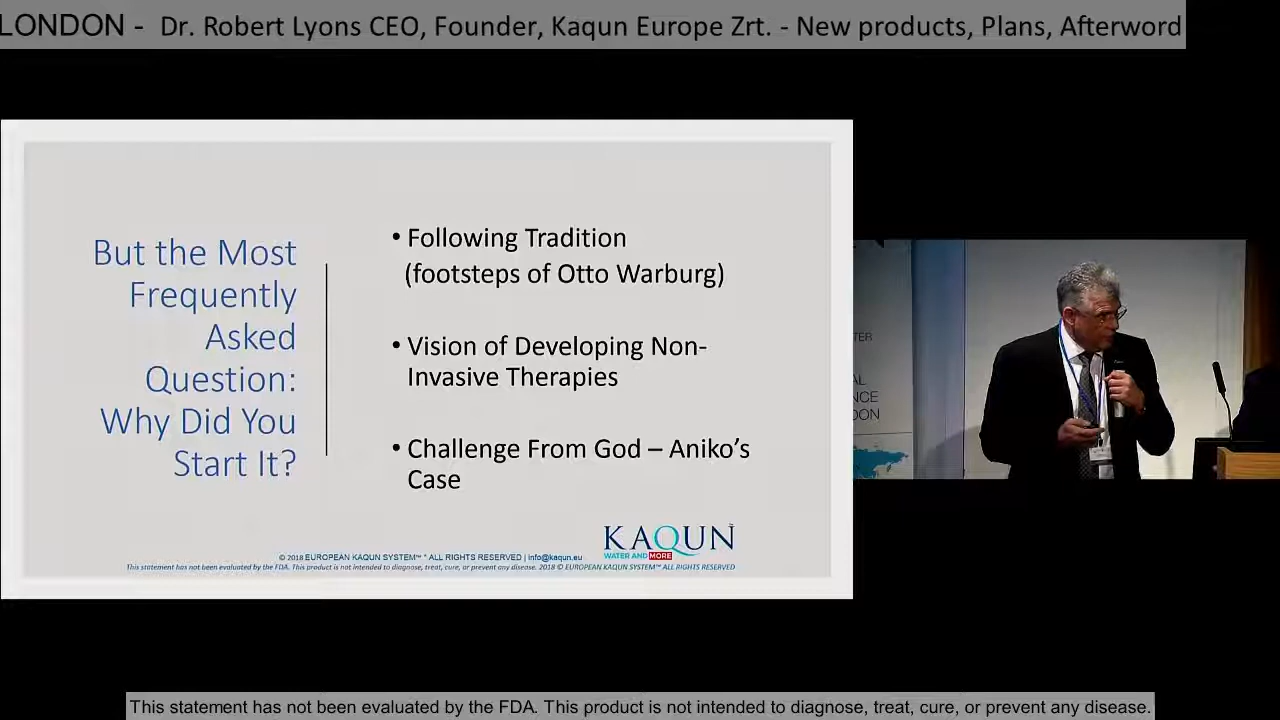 LONDON - Dr. Robert Lyons CEO, Founder, Kaqun Europe Zrt. - New products, Plans, Afterword
But the Most
Frequently
Asked
Question:
Why Did You
Start It?
• Following Tradition
(footsteps of Otto Warburg)
• Vision of Developing Non-
Invasive Therapies
• Challenge From God – Aniko's
Case
KAQUN™
WATER AND MORE
© 2018 EUROPEAN KAQUN SYSTEM™ * ALL RIGHTS RESERVED | info@kaqun.eu
This statement has not been evaluated by the FDA. This product is not intended to diagnose, treat, cure, or prevent any disease. 2018 © EUROPEAN KAQUN SYSTEM™ ALL RIGHTS RESERVED
TER
AL
NCE
DON
This statement has not been evaluated by the FDA. This product is not intended to diagnose, treat, cure, or prevent any disease.